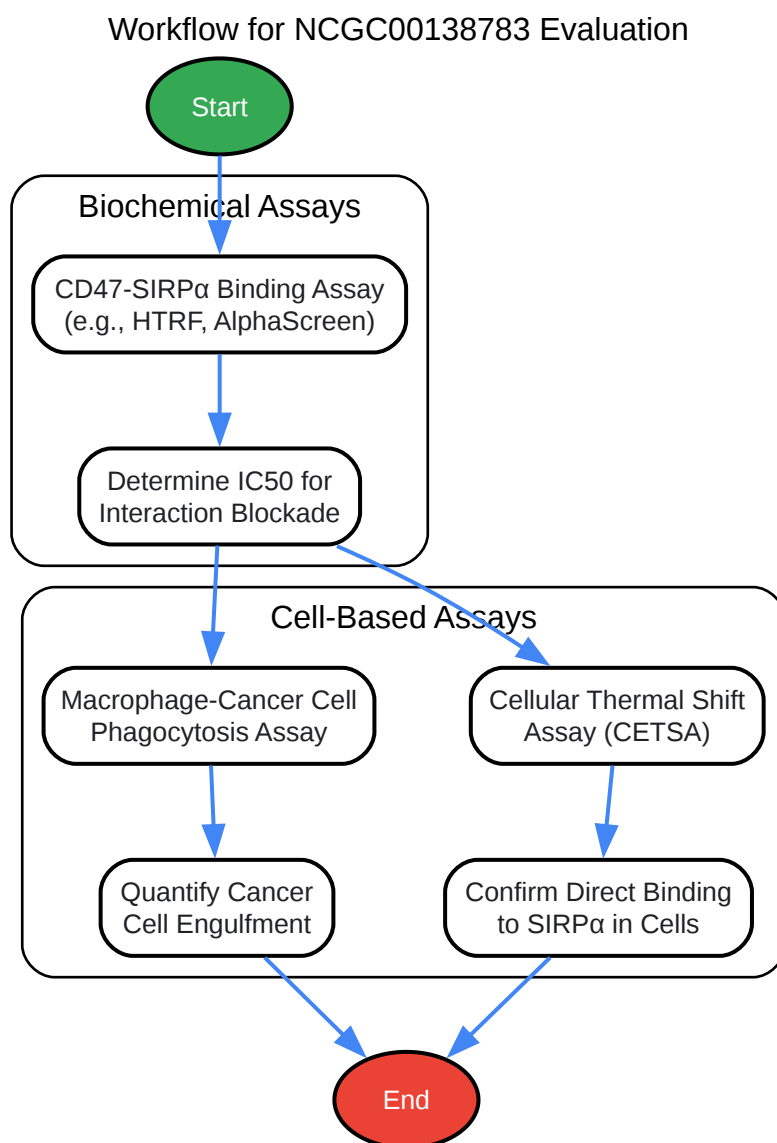 Workflow for NCGC00138783 Evaluation
Start
Biochemical Assays
CD47-SIRPα Binding Assay
(e.g., HTRF, AlphaScreen)
Determine IC50 for
Interaction Blockade
Cell-Based Assays
Macrophage-Cancer Cell
Phagocytosis Assay
Cellular Thermal Shift
Assay (CETSA)
Quantify Cancer
Cell Engulfment
Confirm Direct Binding
to SIRPα in Cells
End